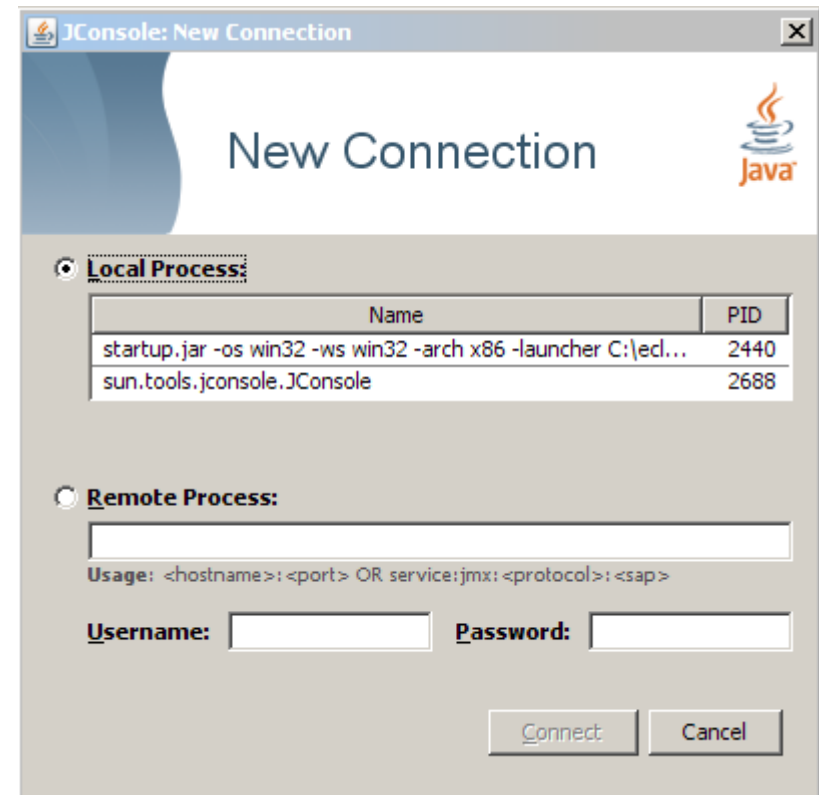 JConsole: New Connection
New Connection
Java
Local Process:
Name PID
startup.jar -os win32 -ws win32 -arch x86 -launcher C:\ecl... 2440
sun.tools.jconsole.JConsole 2688
Remote Process:
Usage: <hostname>:<port> OR service:jmx:<protocol>:<sap>
Username: Password:
Connect Cancel